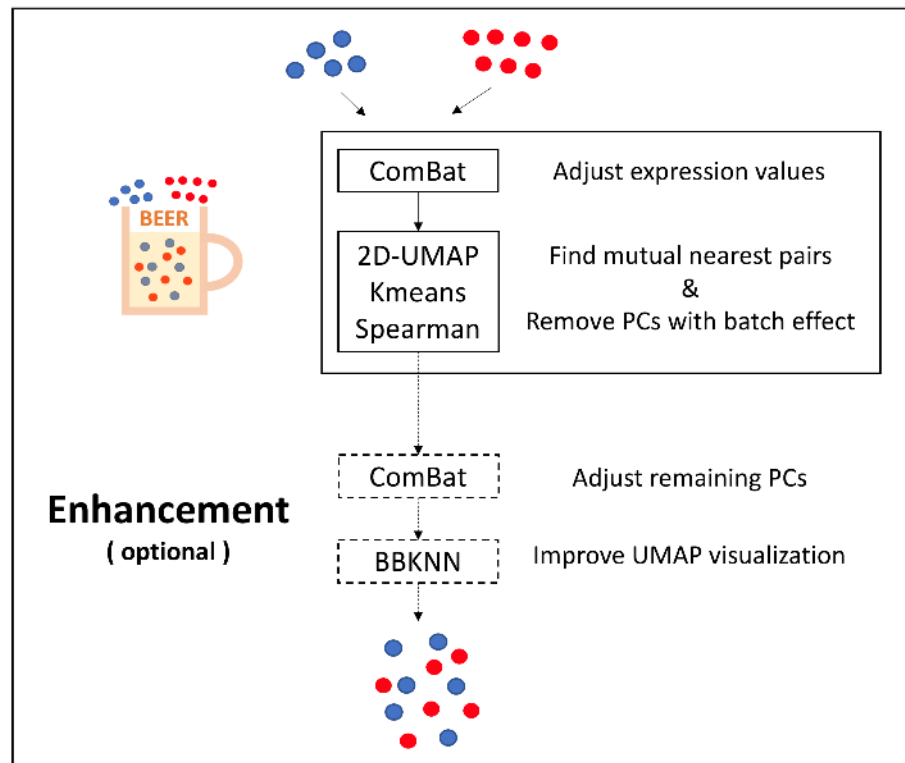 ComBat
Adjust expression values
BEER
2D-UMAP
Kmeans
Spearman
Find mutual nearest pairs
&
Remove PCs with batch effect
ComBat
Adjust remaining PCs
Enhancement
( optional )
BBKNN
Improve UMAP visualization